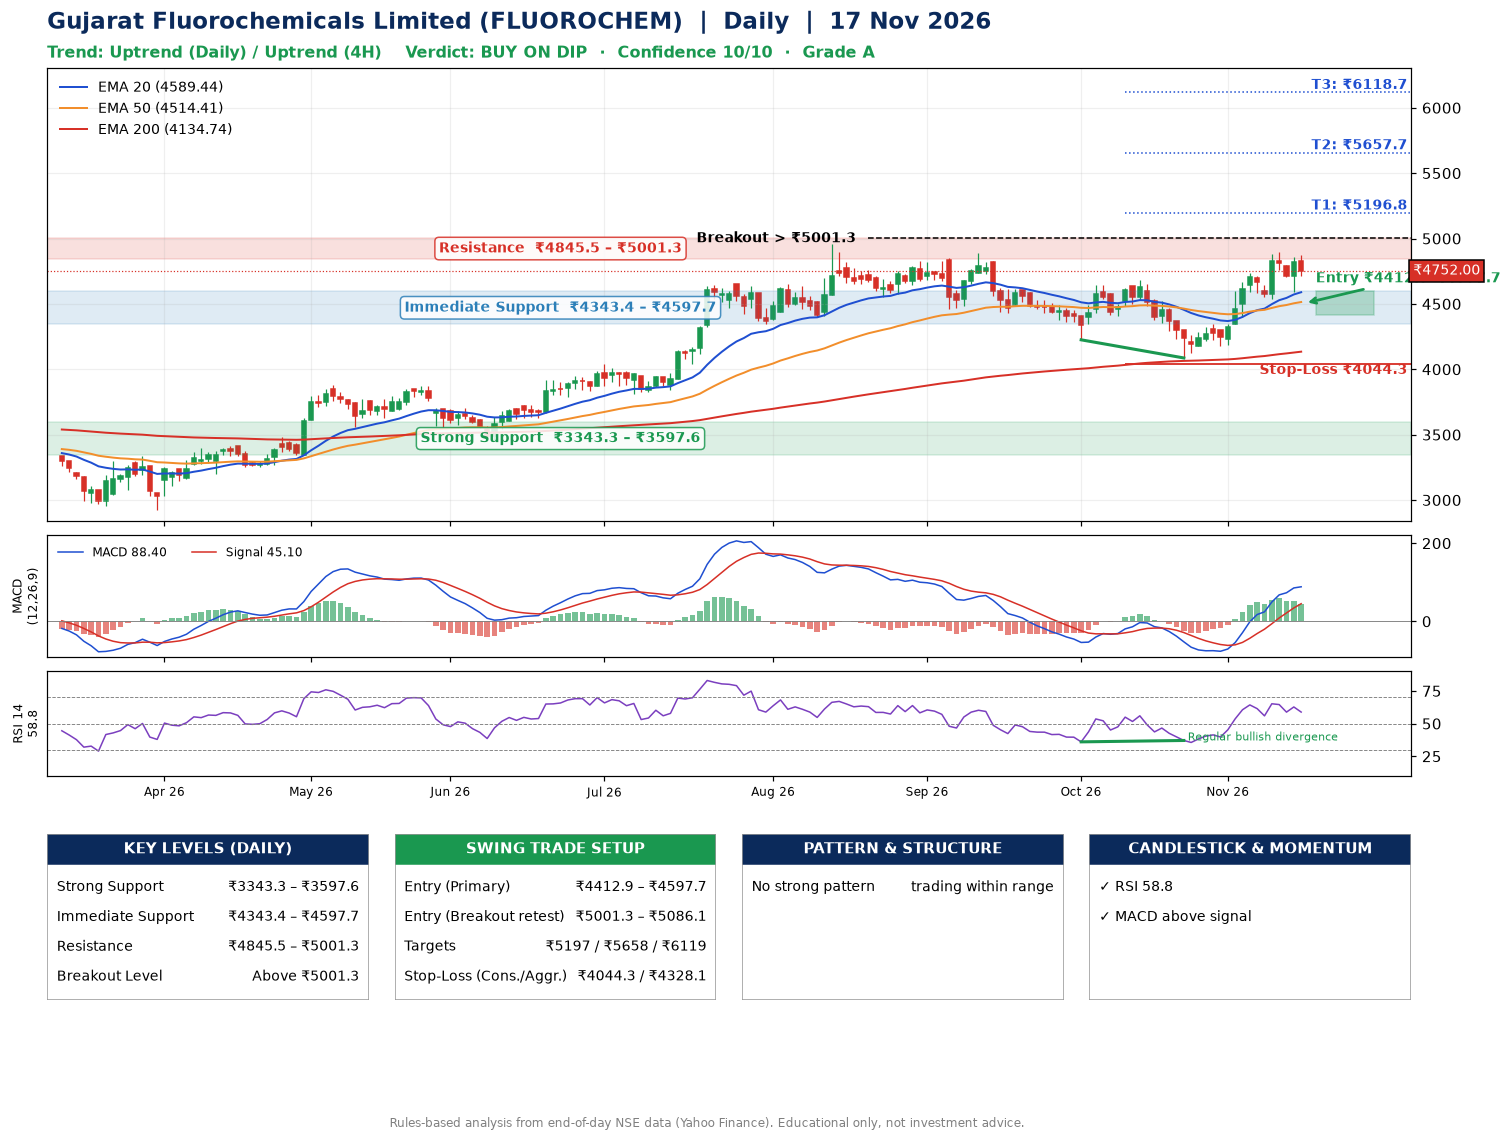 Gujarat Fluorochemicals Limited (FLUOROCHEM)  |  Daily  |  17 Nov 2026
Trend: Uptrend (Daily) / Uptrend (4H)    Verdict: BUY ON DIP  ·  Confidence 10/10  ·  Grade A
EMA 20 (4589.44)
EMA 50 (4514.41)
EMA 200 (4134.74)
T3: ₹6118.7
6000
T2: ₹5657.7
5500
T1: ₹5196.8
Breakout > ₹5001.3
5000
Resistance  ₹4845.5 – ₹5001.3
₹4752.00
Entry ₹4412 .7
Immediate Support  ₹4343.4 – ₹4597.7
4500
4000
Stop-Loss ₹4044.3
Strong Support  ₹3343.3 – ₹3597.6
3500
3000
MACD (12,26,9)
MACD 88.40
Signal 45.10
200
0
RSI 14
58.8
75
50
25
Regular bullish divergence
Apr 26
May 26
Jun 26
Jul 26
Aug 26
Sep 26
Oct 26
Nov 26
KEY LEVELS (DAILY)
Strong Support  ₹3343.3 – ₹3597.6
Immediate Support  ₹4343.4 – ₹4597.7
Resistance  ₹4845.5 – ₹5001.3
Breakout Level  Above ₹5001.3
SWING TRADE SETUP
Entry (Primary)  ₹4412.9 – ₹4597.7
Entry (Breakout retest)  ₹5001.3 – ₹5086.1
Targets  ₹5197 / ₹5658 / ₹6119
Stop-Loss (Cons./Aggr.)  ₹4044.3 / ₹4328.1
PATTERN & STRUCTURE
No strong pattern  trading within range
CANDLESTICK & MOMENTUM
✓ RSI 58.8
✓ MACD above signal
Rules-based analysis from end-of-day NSE data (Yahoo Finance). Educational only, not investment advice.